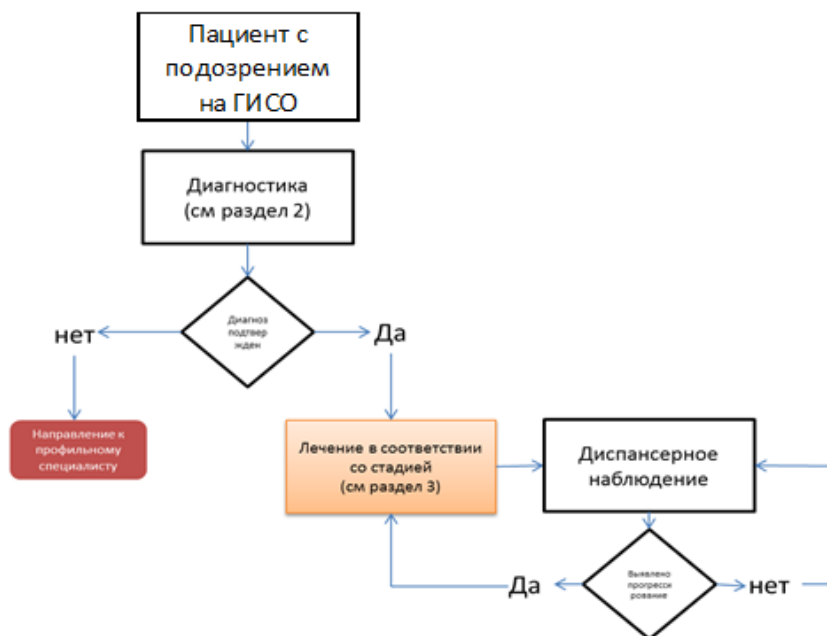 Пациент с
подозрением
на ГИСО
Диагностика
(см раздел 2)
Диагноз
подтвер
жден
нет
Да
Направление к
профильному
специалисту
Лечение в соответствии
со стадией
(см раздел 3)
Диспансерное
наблюдение
Выявлено
прогресси
рование
Да
нет